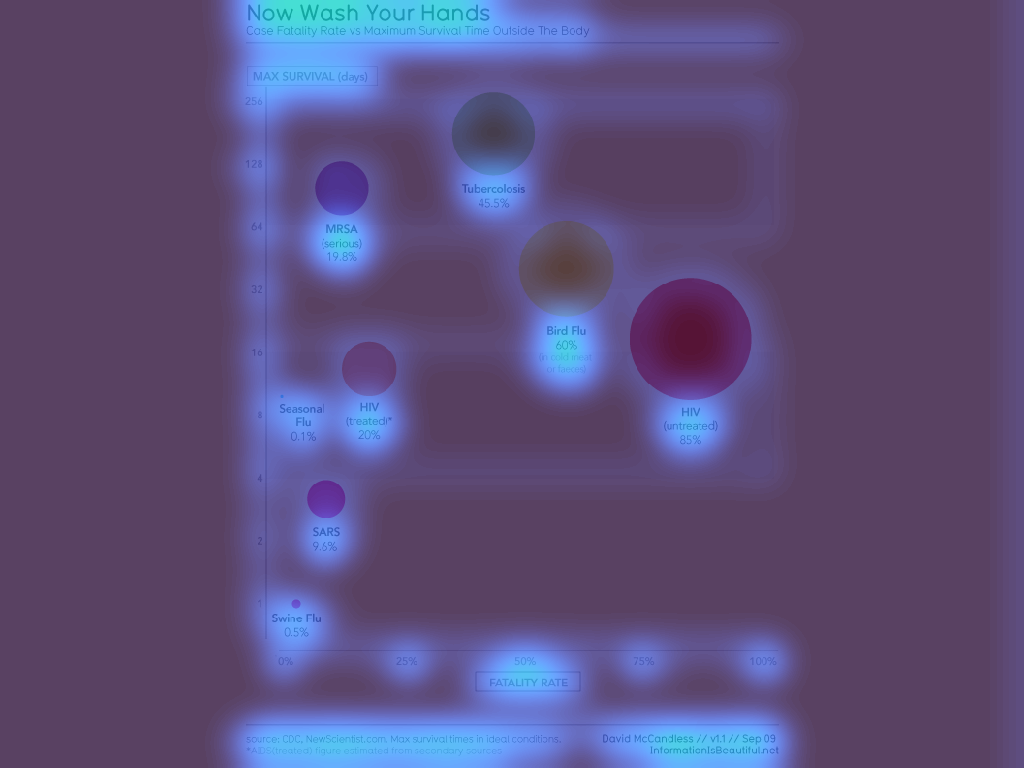 Now Wash Your Hands
Case Fatality Rate vs Maximum Survival Time Outside The Body
MAX SURVIVAL (days)
256
128
64
32
16
8
4
2
1
Tubercolosis
45.5%
MRSA
(serious)
19.8%
Bird Flu
60%
(in cold meat
or faeces)
Seasonal
Flu
0.1%
HIV
(treated)*
20%
HIV
(untreated)
85%
SARS
9.6%
Swine Flu
0.5%
0%
25%
50%
75%
100%
FATALITY RATE
source: CDC, NewScientist.com. Max survival times in ideal conditions.
*AIDS(treated) figure estimated from secondary sources
David McCandless // v1.1 // Sep 09
InformationIsBeautiful.net